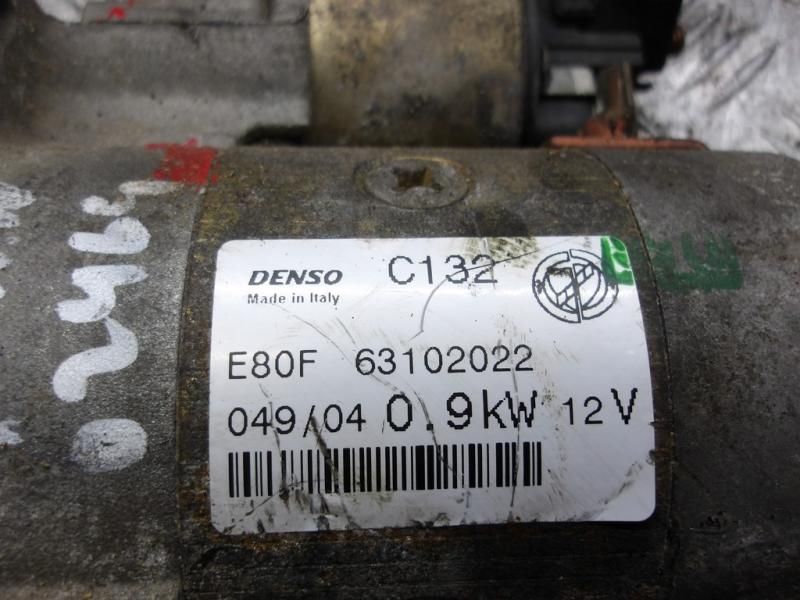 DENSO C132
Made in Italy
E80F 63102022
049/04 0.9kW 12V